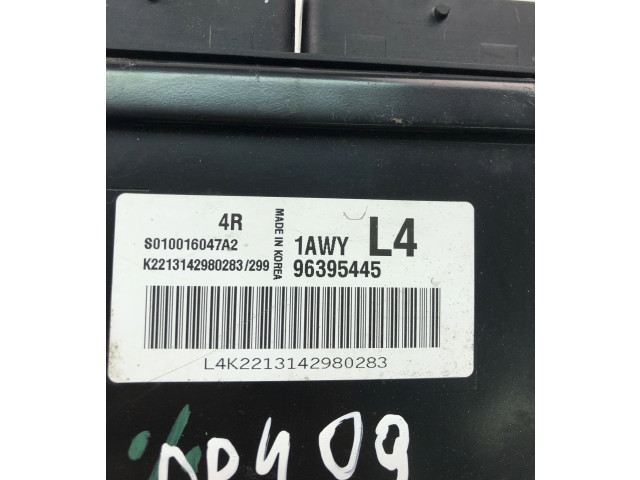 4R
S010016047A2
K2213142980283/299
MADE IN KOREA
1AWY L4
96395445
L4K2213142980283